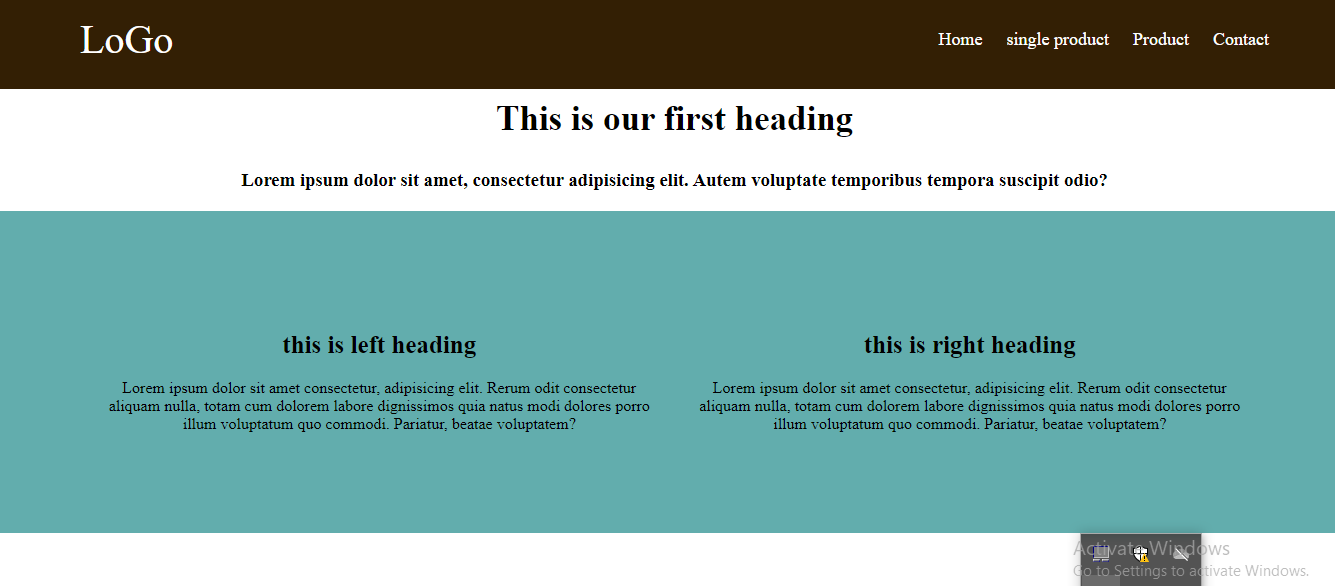 LoGo
Home single product Product Contact
This is our first heading
Lorem ipsum dolor sit amet, consectetur adipisicing elit. Autem voluptate temporibus tempora suscipit odio?
this is left heading
Lorem ipsum dolor sit amet consectetur, adipisicing elit. Rerum odit consectetur
aliquam nulla, totam cum dolorem labore dignissimos quia natus modi dolores porro
illum voluptatum quo commodi. Pariatur, beatae voluptatem?
this is right heading
Lorem ipsum dolor sit amet consectetur, adipisicing elit. Rerum odit consectetur
aliquam nulla, totam cum dolorem labore dignissimos quia natus modi dolores porro
illum voluptatum quo commodi. Pariatur, beatae voluptatem?
Activate Windows
Go to Settings to activate Windows.